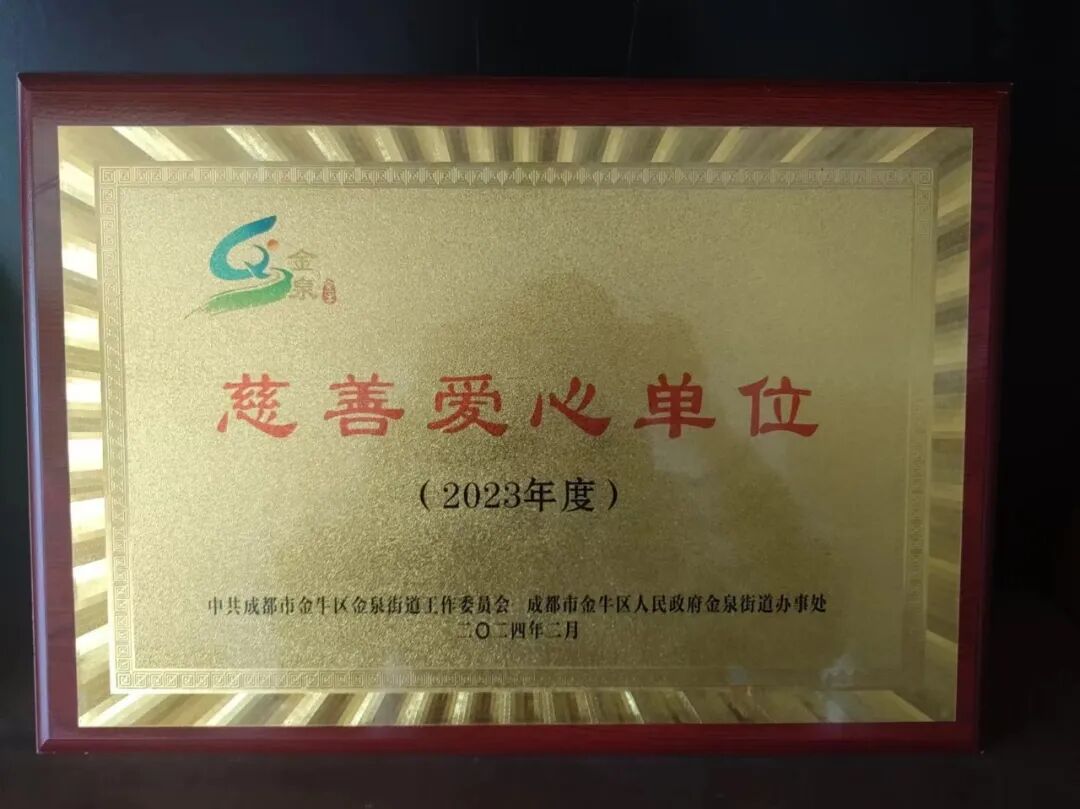 金泉
慈善爱心单位
（2023年度）
中共成都市金牛区金泉街道工作委员会 成都市金牛区人民政府金泉街道办事处
二〇二四年二月